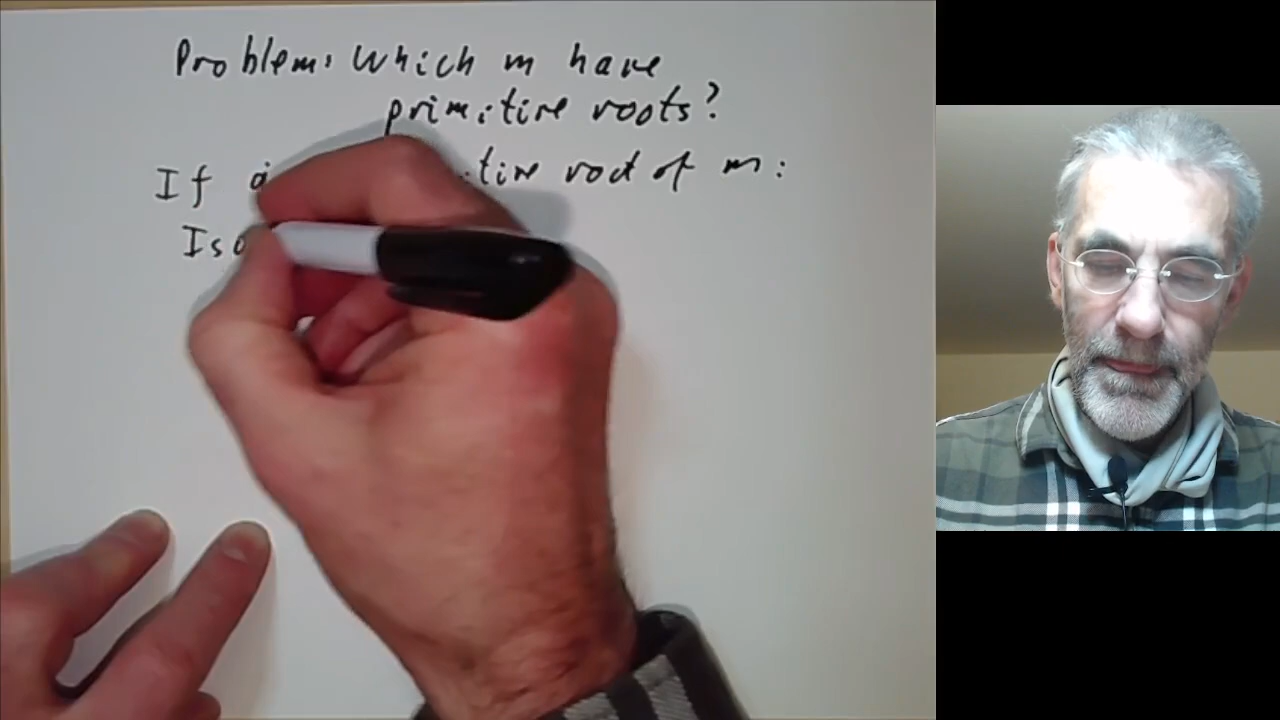 Problem: Which m have
primitive roots?
If a tive root of m:
Is